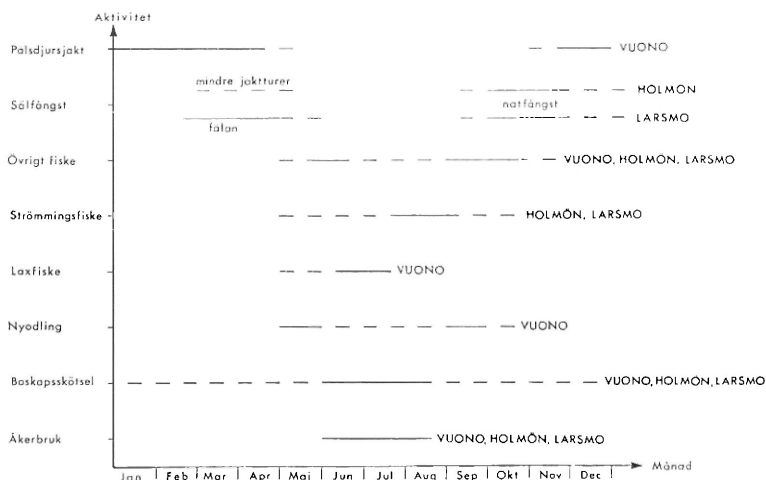 Aktivitet
Pälsdjursjakt VUONO
mindre jaktturer
HOLMÖN
Sälfångst nätfångst
LARSMO
fälan
Övrigt fiske VUONO, HOLMÖN, LARSMO
Strömmingsfiske HOLMÖN, LARSMO
Laxfiske VUONO
Nyodling VUONO
Boskapsskötsel VUONO, HOLMÖN, LARSMO
Åkerbruk VUONO, HOLMÖN, LARSMO
Månad
Jan Feb Mar Apr Maj Jun Jul Aug Sep Okt Nov Dec